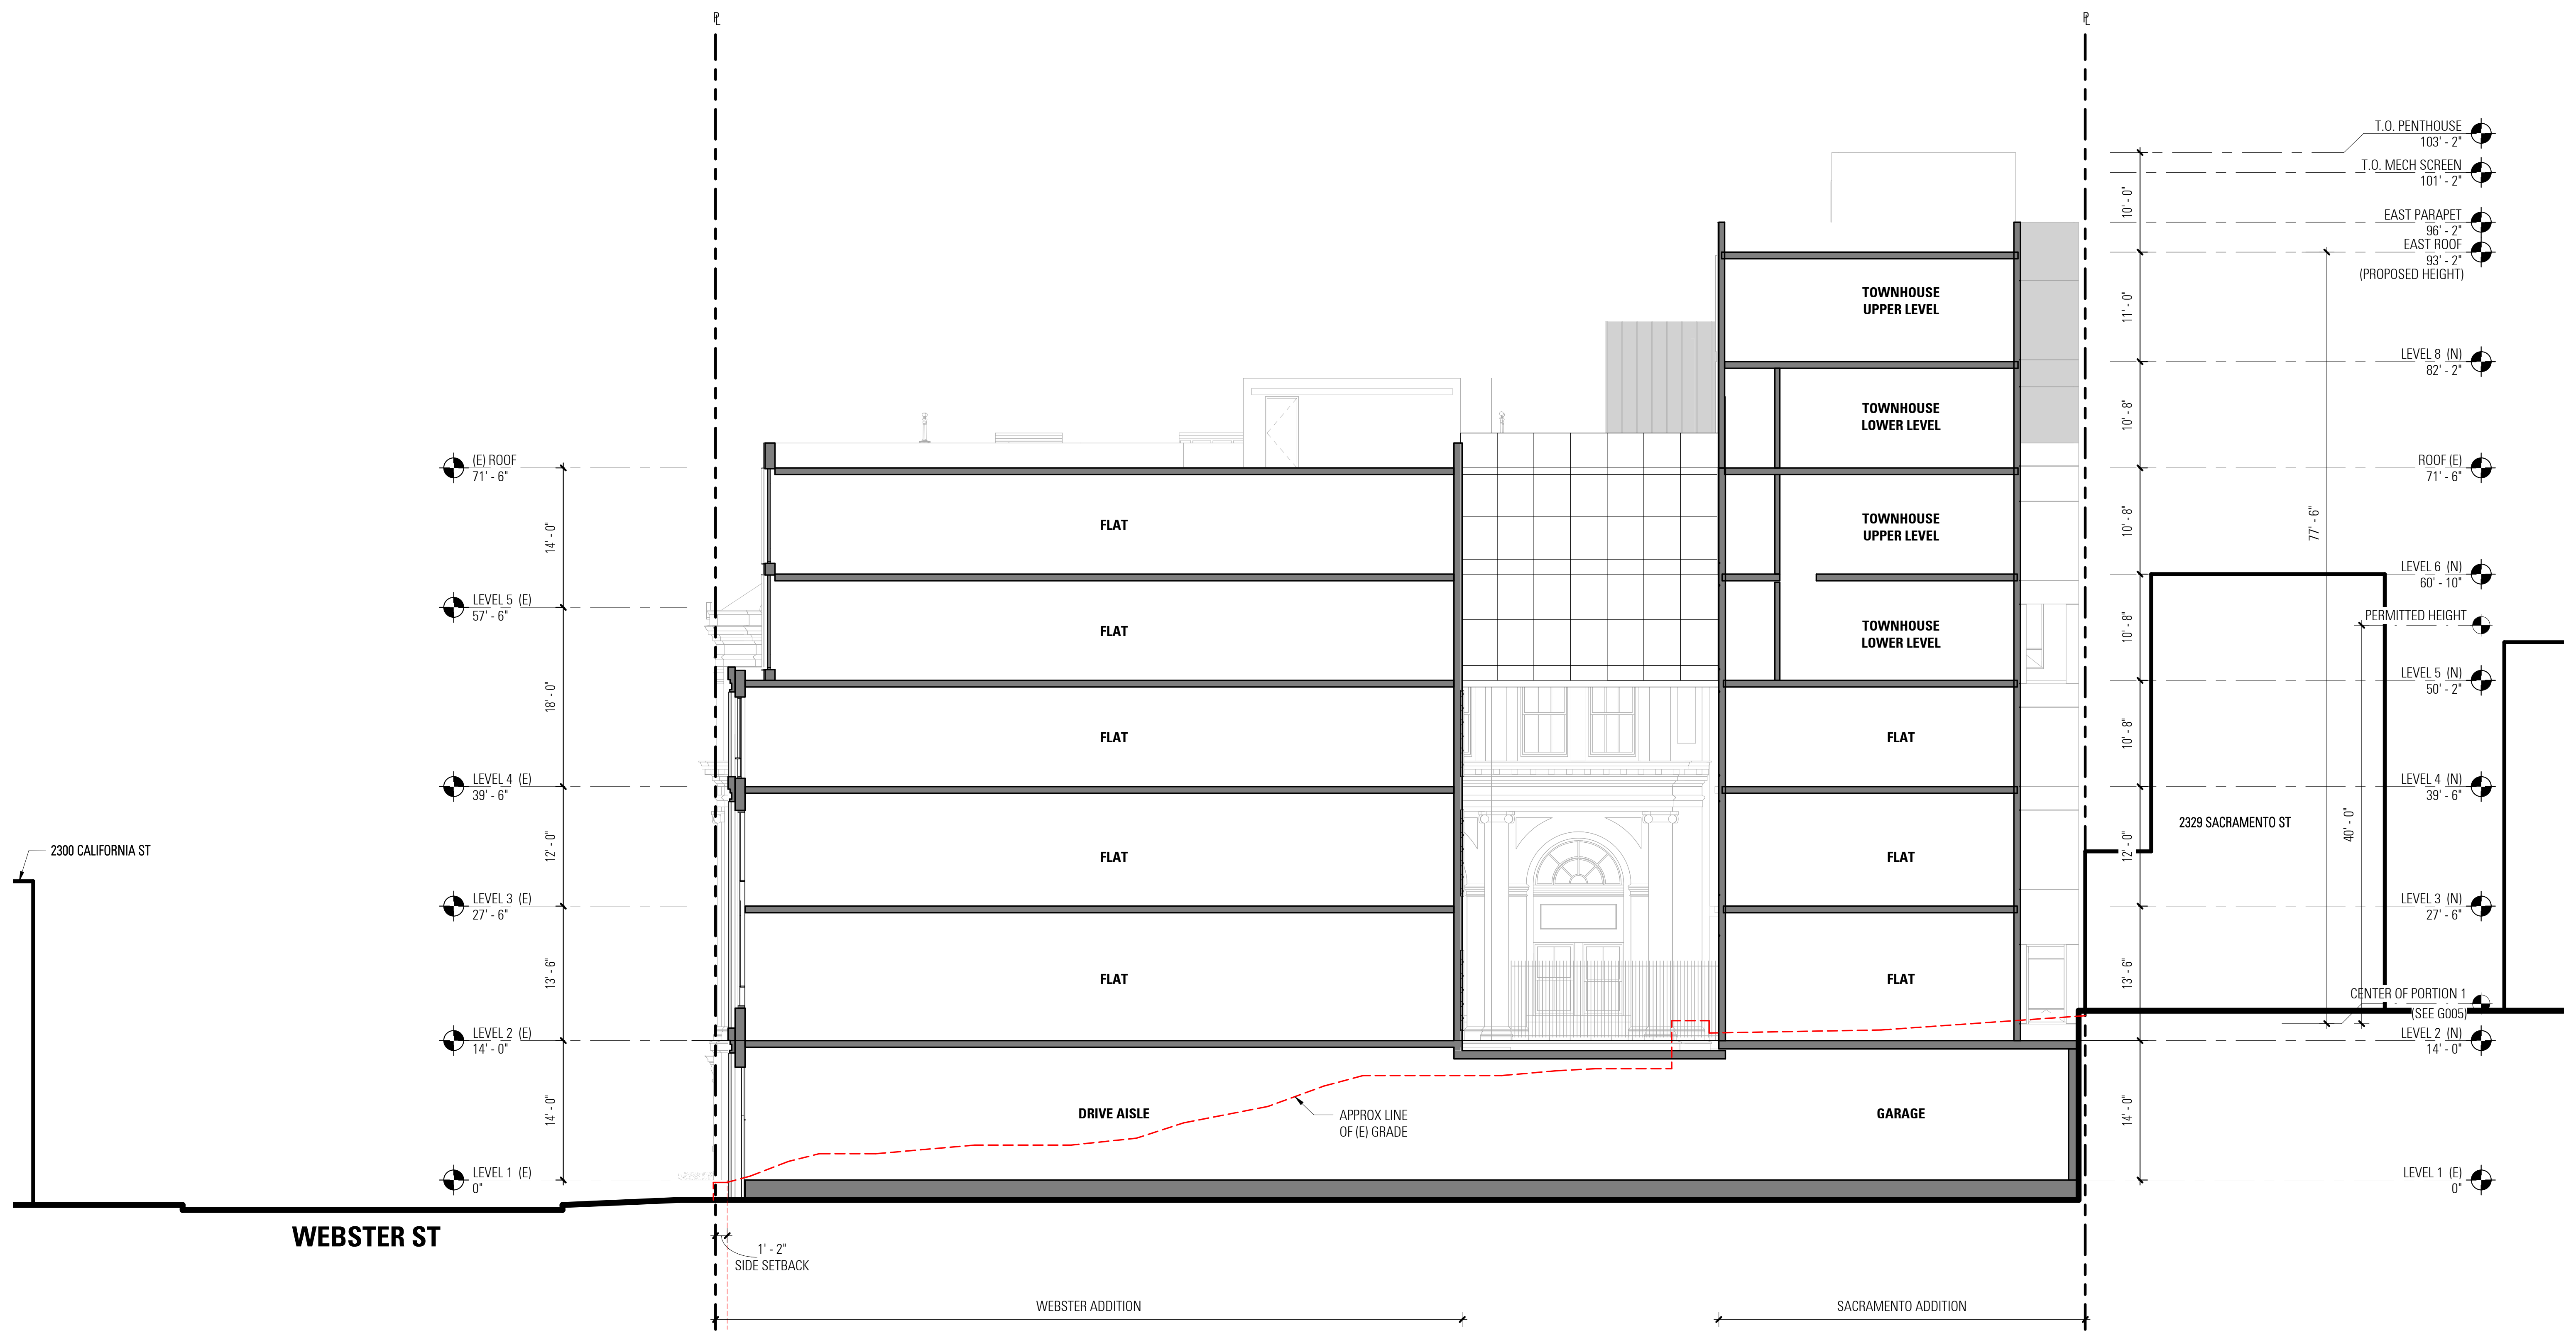 PL
PL
T.O. PENTHOUSE
103' - 2"
T.O. MECH SCREEN
101' - 2"
10' - 0"
EAST PARAPET
96' - 2"
EAST ROOF
93' - 2"
(PROPOSED HEIGHT)
TOWNHOUSE
UPPER LEVEL
11' - 0"
LEVEL 8 (N)
82' - 2"
TOWNHOUSE
LOWER LEVEL
10' - 8"
(E) ROOF
71' - 6"
ROOF (E)
71' - 6"
14' - 0"
FLAT
TOWNHOUSE
UPPER LEVEL
10' - 8"
77' - 6"
LEVEL 6 (N)
60' - 10"
LEVEL 5 (E)
57' - 6"
PERMITTED HEIGHT
FLAT
TOWNHOUSE
LOWER LEVEL
10' - 8"
LEVEL 5 (N)
50' - 2"
18' - 0"
FLAT
FLAT
10' - 8"
LEVEL 4 (E)
39' - 6"
LEVEL 4 (N)
39' - 6"
2300 CALIFORNIA ST
12' - 0"
FLAT
FLAT
12' - 0"
2329 SACRAMENTO ST
40' - 0"
LEVEL 3 (E)
27' - 6"
LEVEL 3 (N)
27' - 6"
13' - 6"
FLAT
FLAT
13' - 6"
CENTER OF PORTION 1
(SEE G005)
LEVEL 2 (E)
14' - 0"
LEVEL 2 (N)
14' - 0"
14' - 0"
DRIVE AISLE
APPROX LINE
OF (E) GRADE
GARAGE
14' - 0"
LEVEL 1 (E)
0"
LEVEL 1 (E)
0"
WEBSTER ST
1' - 2"
SIDE SETBACK
WEBSTER ADDITION
SACRAMENTO ADDITION